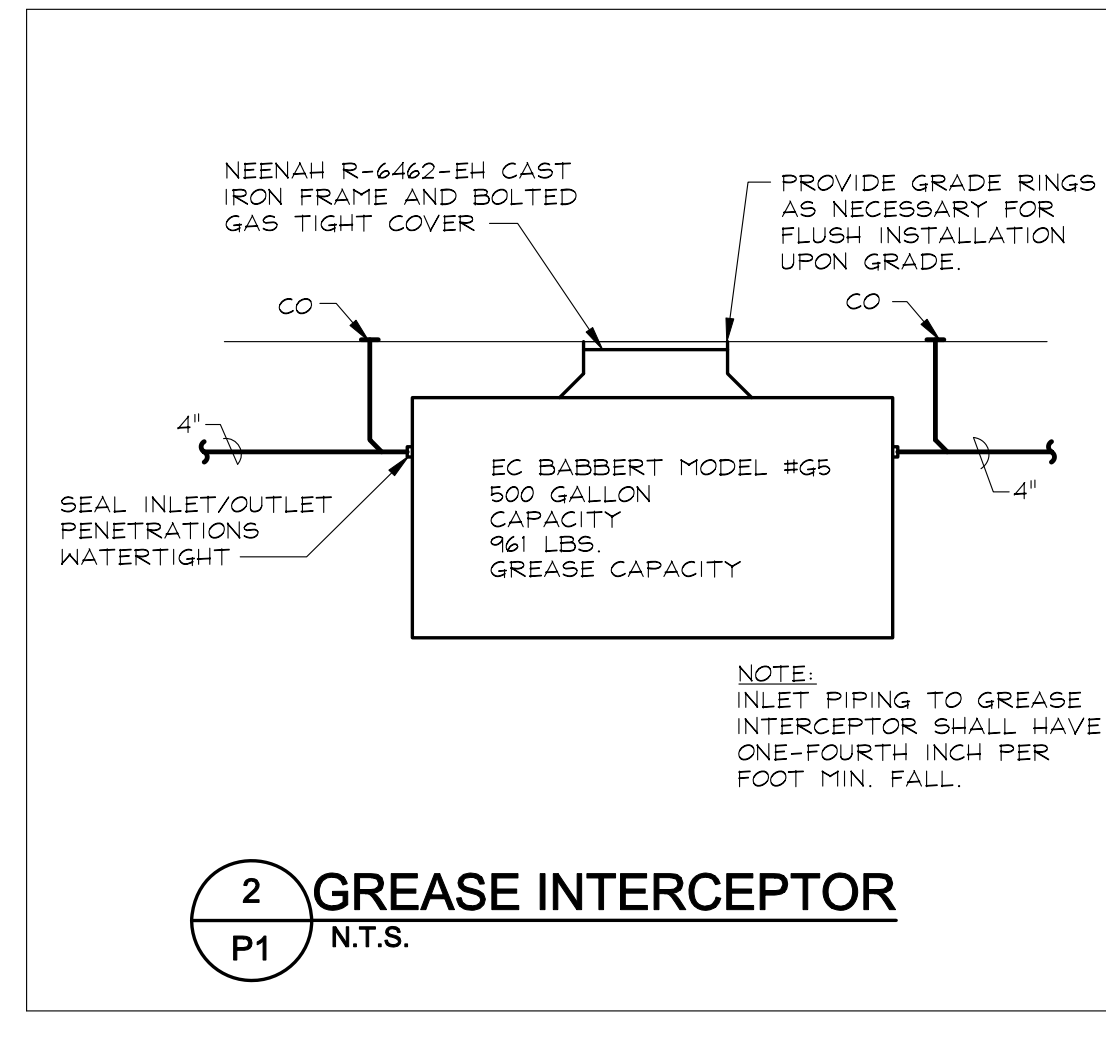 NEENAH R-6462-EH CAST
IRON FRAME AND BOLTED
GAS TIGHT COVER
PROVIDE GRADE RINGS
AS NECESSARY FOR
FLUSH INSTALLATION
UPON GRADE.
CO
CO
4"
4"
SEAL INLET/OUTLET
PENETRATIONS
WATERTIGHT
EC BABBERT MODEL #G5
500 GALLON
CAPACITY
961 LBS.
GREASE CAPACITY
NOTE:
INLET PIPING TO GREASE
INTERCEPTOR SHALL HAVE
ONE-FOURTH INCH PER
FOOT MIN. FALL.
2
P1
GREASE INTERCEPTOR
N.T.S.